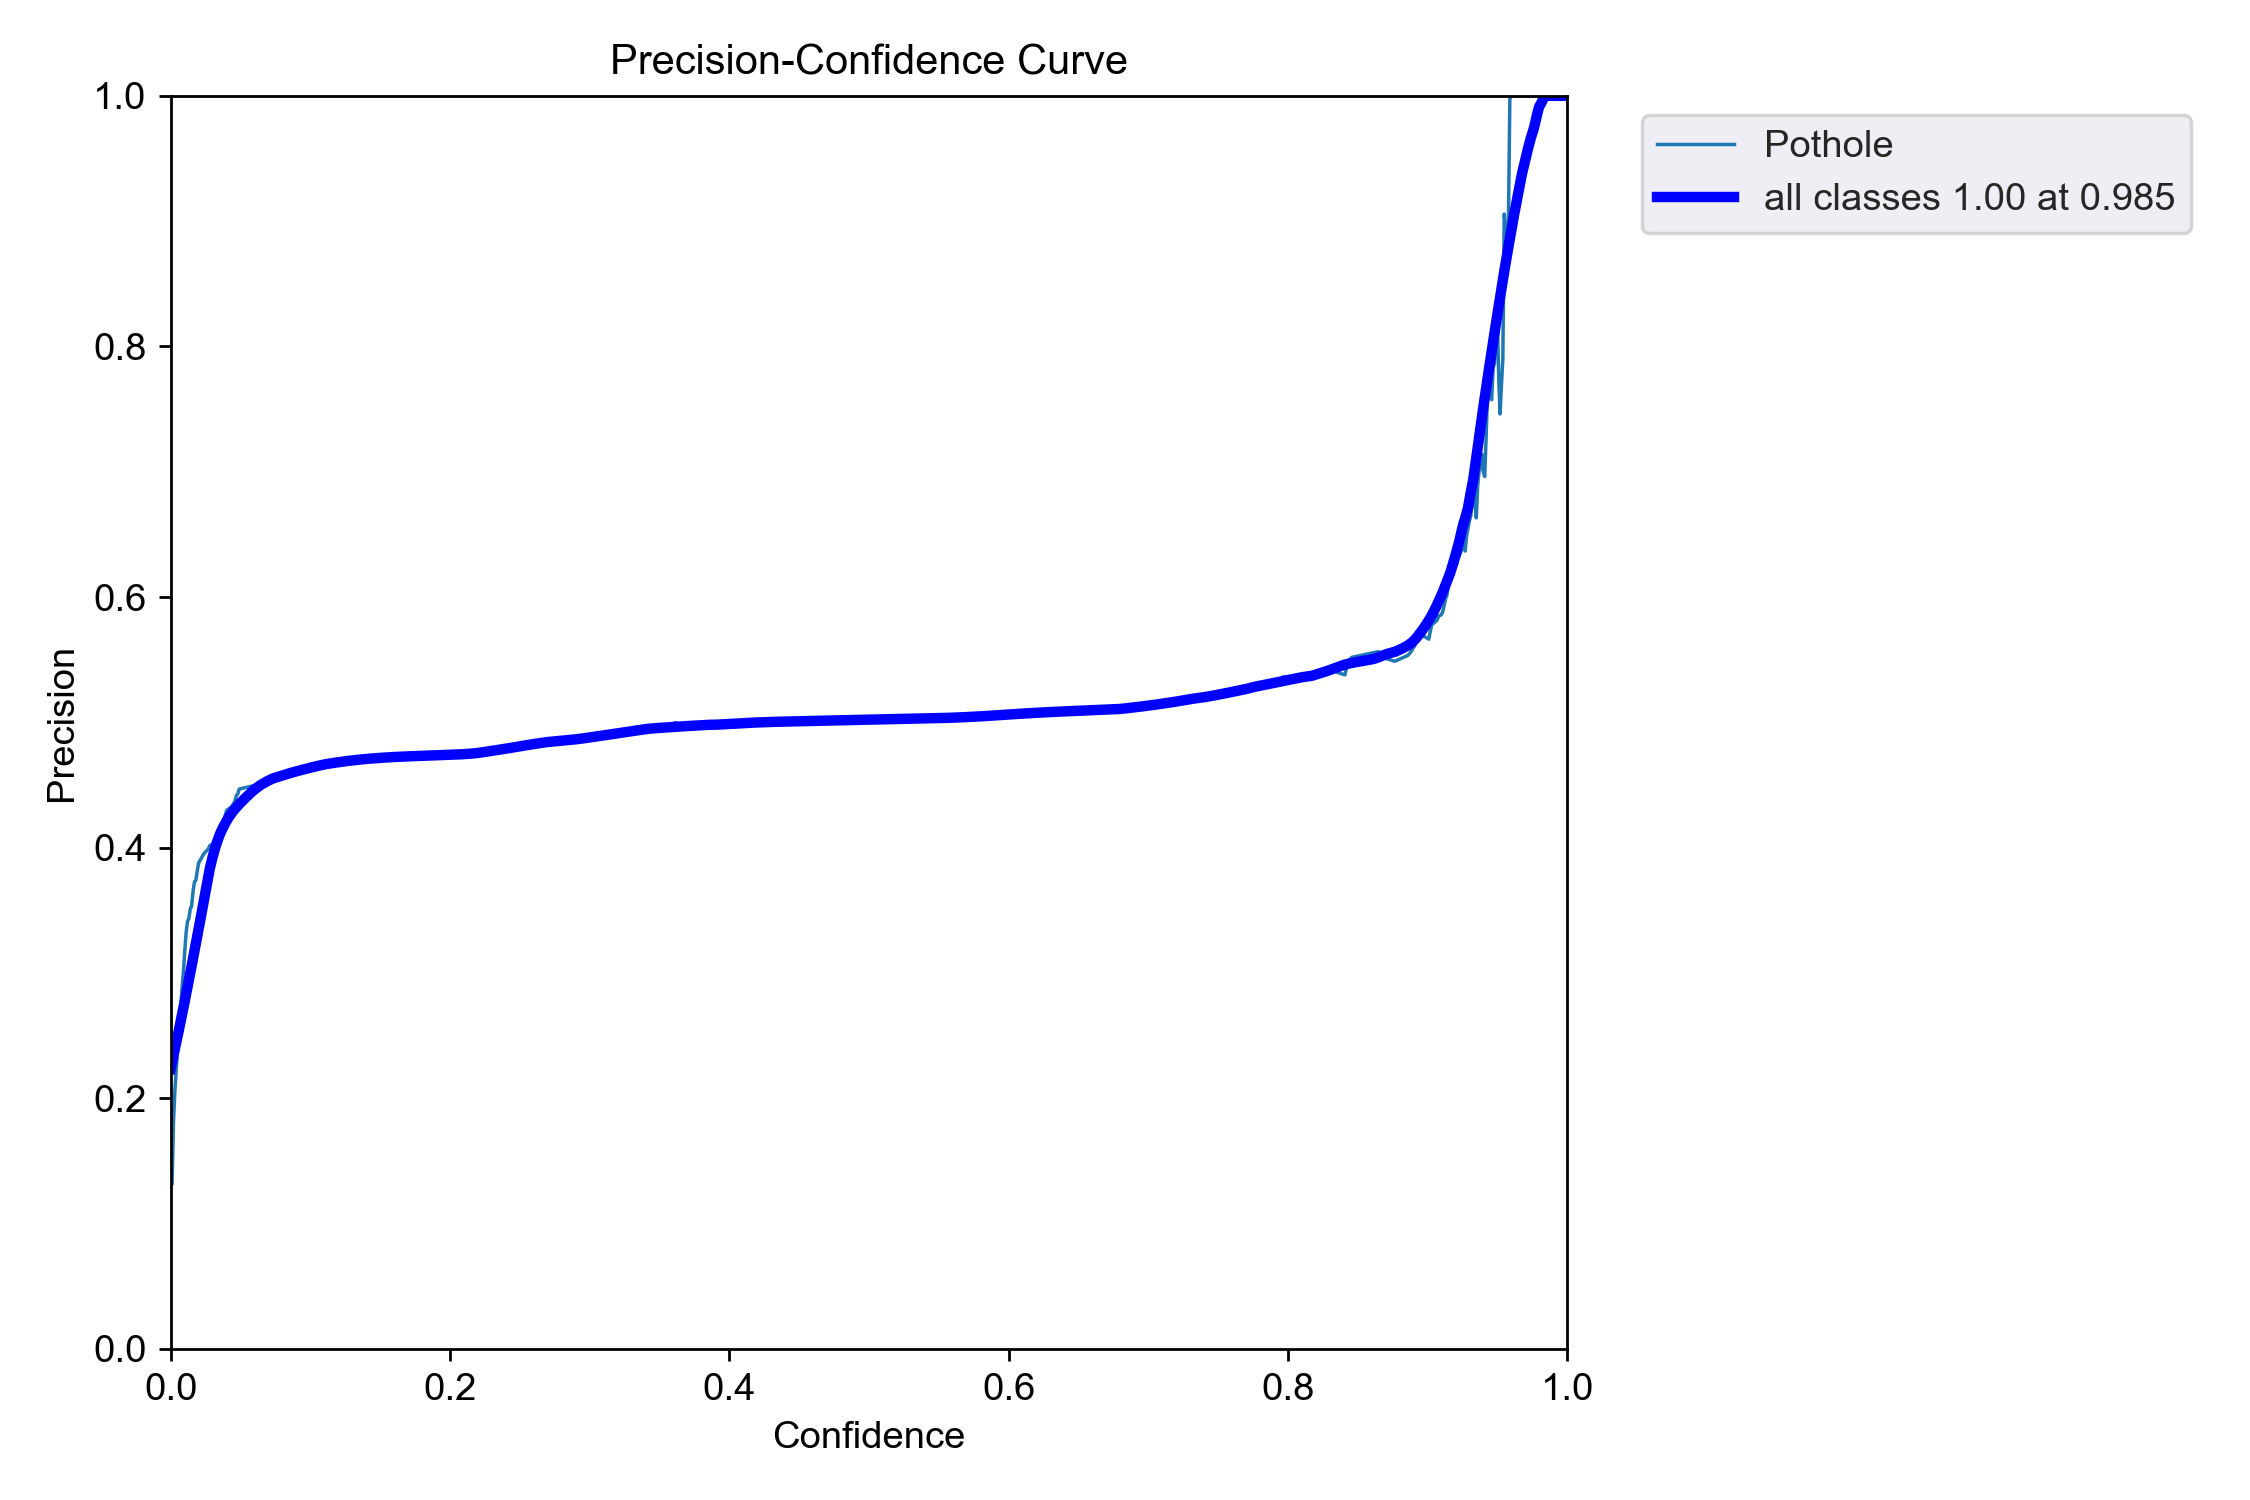 Precision-Confidence Curve
1.0
0.8
0.6
0.4
0.2
0.0
Precision
0.0 0.2 0.4 0.6 0.8 1.0
Confidence
Pothole
all classes 1.00 at 0.985